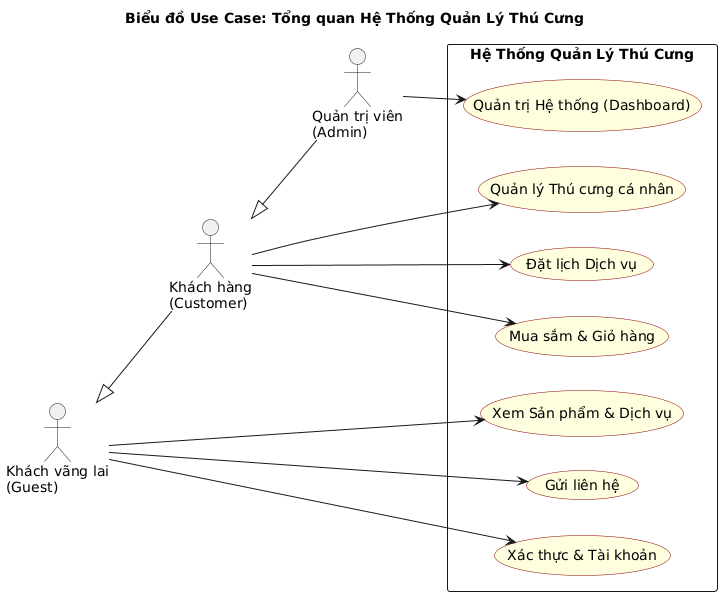 Biểu đồ Use Case: Tổng quan Hệ Thống Quản Lý Thú Cưng
Hệ Thống Quản Lý Thú Cưng
Quản trị viên
(Admin)
Quản trị Hệ thống (Dashboard)
Quản lý Thú cưng cá nhân
Khách hàng
(Customer)
Đặt lịch Dịch vụ
Mua sắm & Giỏ hàng
Xem Sản phẩm & Dịch vụ
Khách vãng lai
(Guest)
Gửi liên hệ
Xác thực & Tài khoản